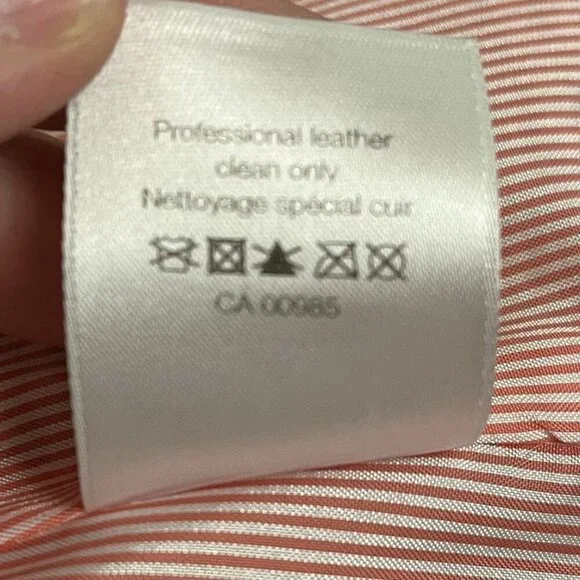 Professional leather
clean only
Nettoyage spécial cuir
CA 00985